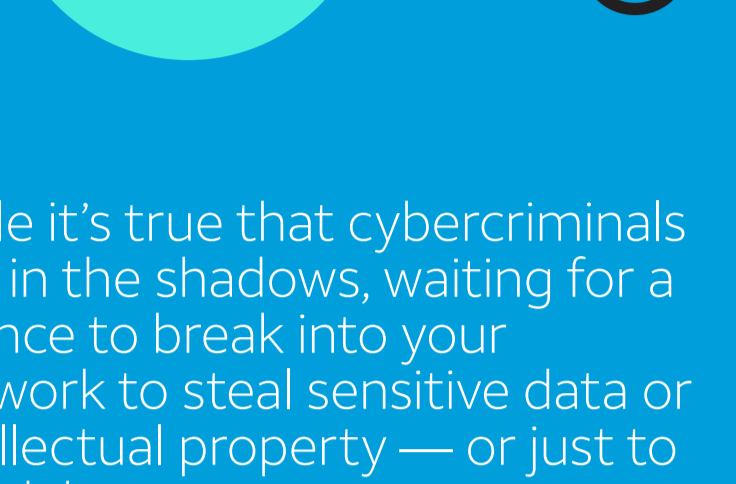 le it’s true that cybercriminals
in the shadows, waiting for a
nce to break into your
work to steal sensitive data or
llectual property — or just to